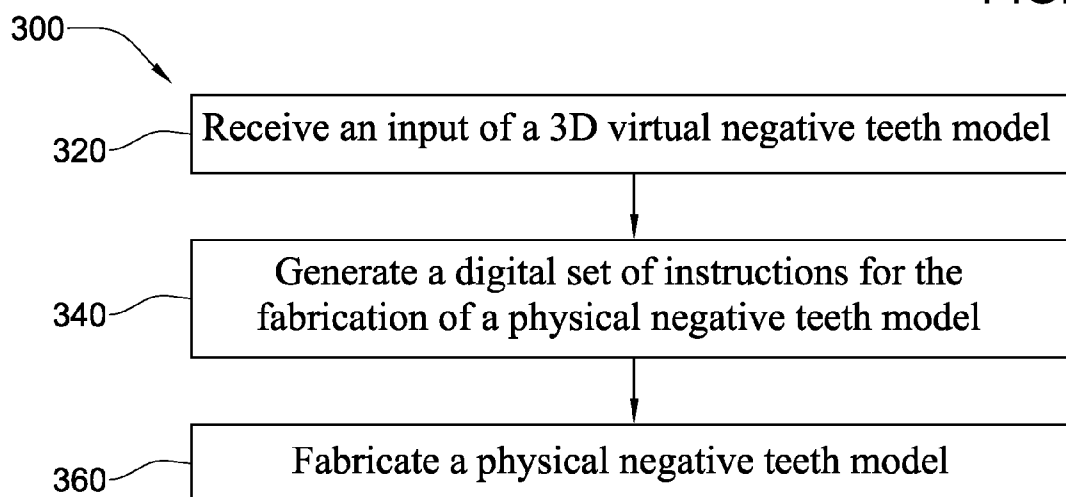 300
320 Receive an input of a 3D virtual negative teeth model
340 Generate a digital set of instructions for the
fabrication of a physical negative teeth model
360 Fabricate a physical negative teeth model